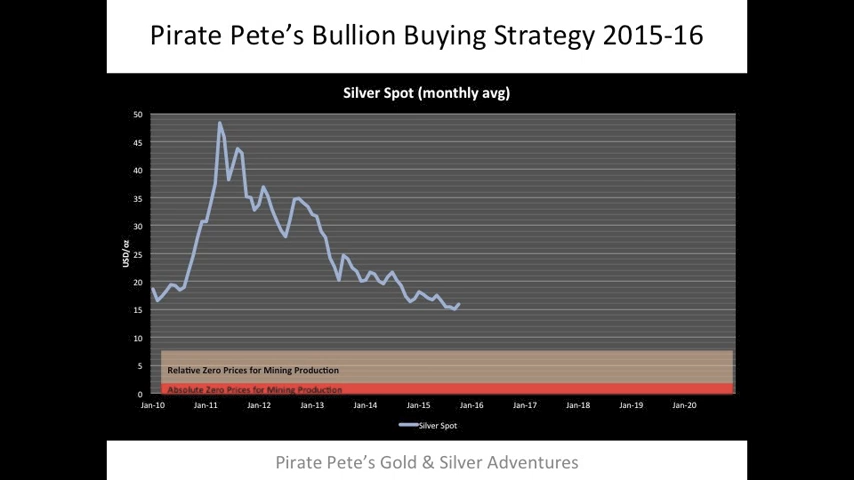 Pirate Pete's Bullion Buying Strategy 2015-16
Silver Spot (monthly avg)
50
45
40
35
30
25
20
15
10
5
0
USD/oz
Relative Zero Prices for Mining Production
Absolute Zero Prices for Mining Production
Jan-10 Jan-11 Jan-12 Jan-13 Jan-14 Jan-15 Jan-16 Jan-17 Jan-18 Jan-19 Jan-20
Silver Spot
Pirate Pete's Gold & Silver Adventures